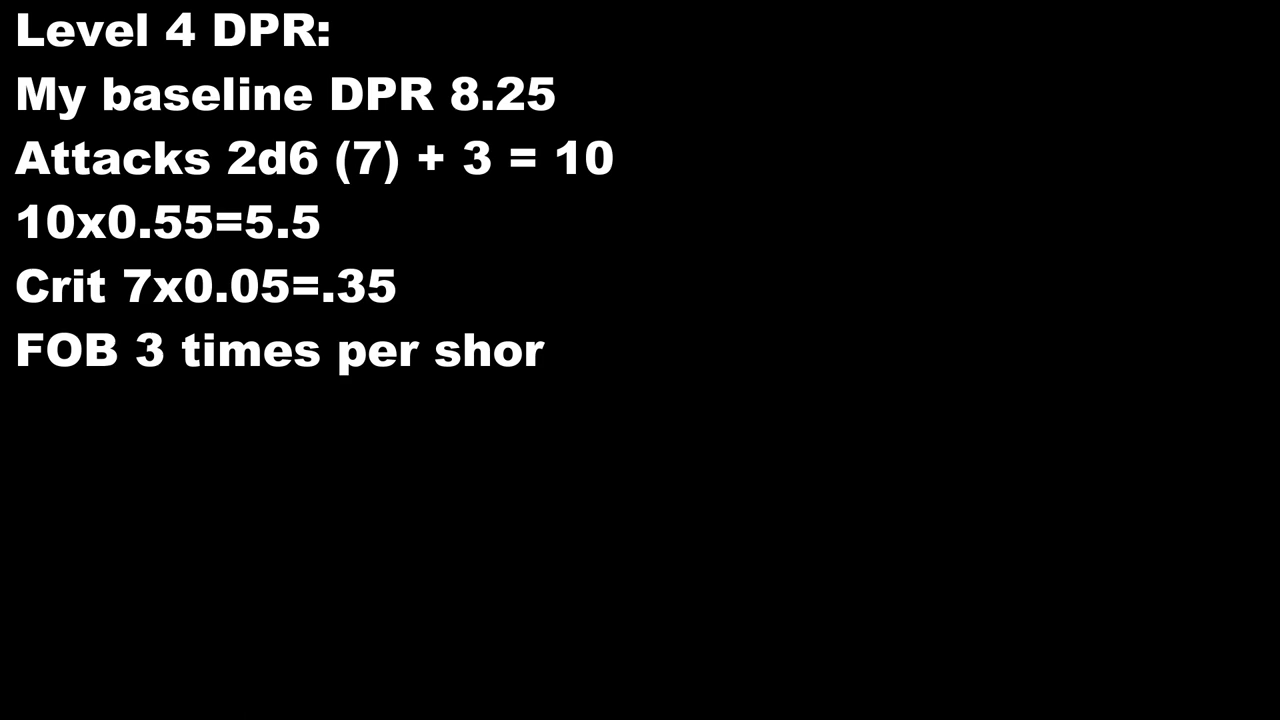 Level 4 DPR:
My baseline DPR 8.25
Attacks 2d6 (7) + 3 = 10
10x0.55=5.5
Crit 7x0.05=.35
FOB 3 times per shor